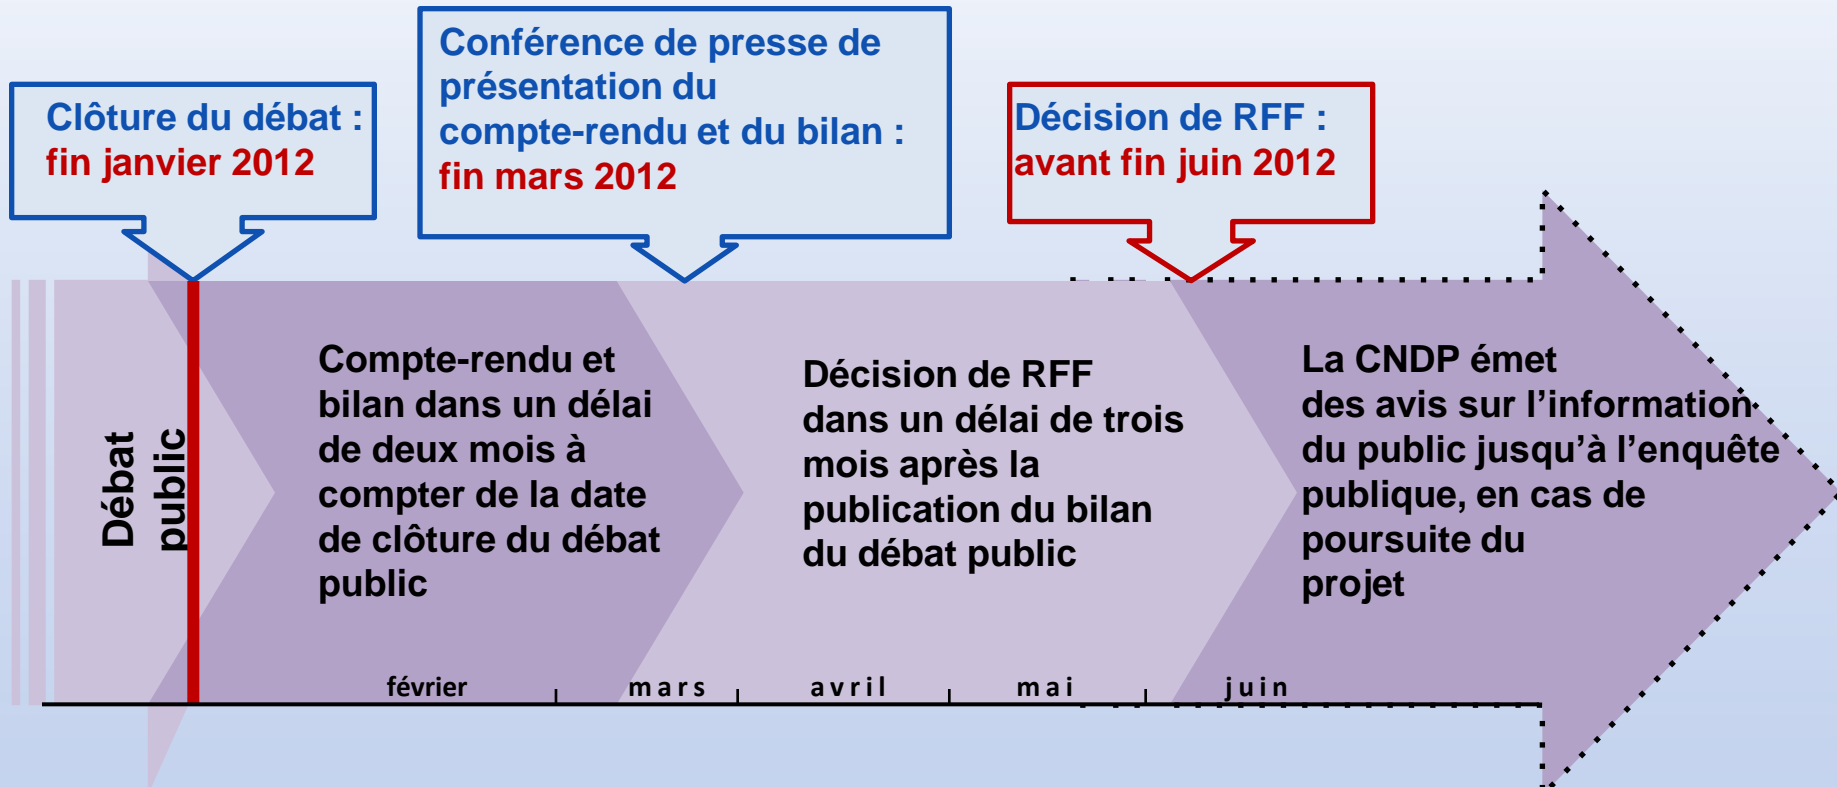 Conférence de presse de
présentation du
compte-rendu et du bilan :
fin mars 2012
Clôture du débat :
fin janvier 2012
Décision de RFF :
avant fin juin 2012
Débat
public
Compte-rendu et
bilan dans un délai
de deux mois à
compter de la date
de clôture du débat
public
Décision de RFF
dans un délai de trois
mois après la
publication du bilan
du débat public
La CNDP émet
des avis sur l’information
du public jusqu’à l’enquête
publique, en cas de
poursuite du
projet
février mars avril mai juin